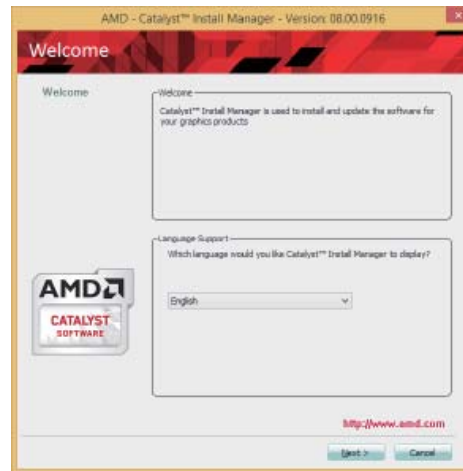 AMD - Catalyst™ Install Manager - Version: 08.00.0916
Welcome
Welcome
Welcome
Catalyst™ Install Manager is used to install and update the software for
your graphics products
Language Support
Which language would you like Catalyst™ Install Manager to display?
English
AMD
CATALYST
SOFTWARE
http://www.amd.com
Next >
Cancel